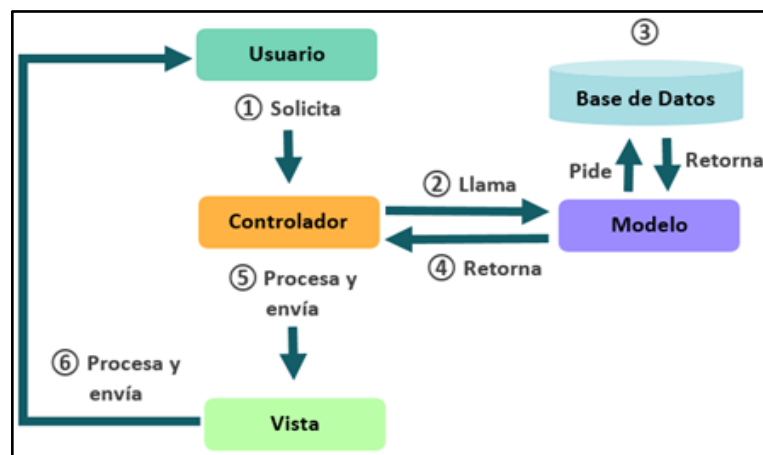 Usuario
③
① Solicita
Base de Datos
Pide
Retorna
② Llama
Controlador
Modelo
④ Retorna
⑤ Procesa y
envía
⑥ Procesa y
envía
Vista